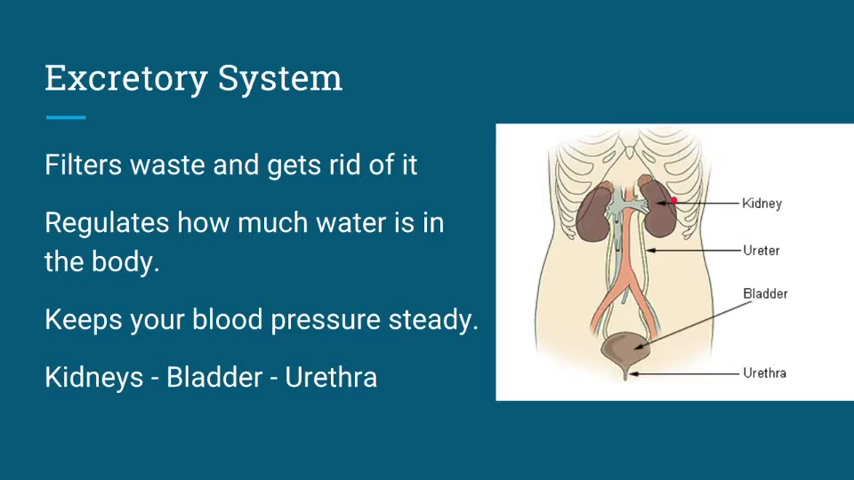 Excretory System
Filters waste and gets rid of it
Regulates how much water is in
the body.
Keeps your blood pressure steady.
Kidneys - Bladder - Urethra
Kidney
Ureter
Bladder
Urethra